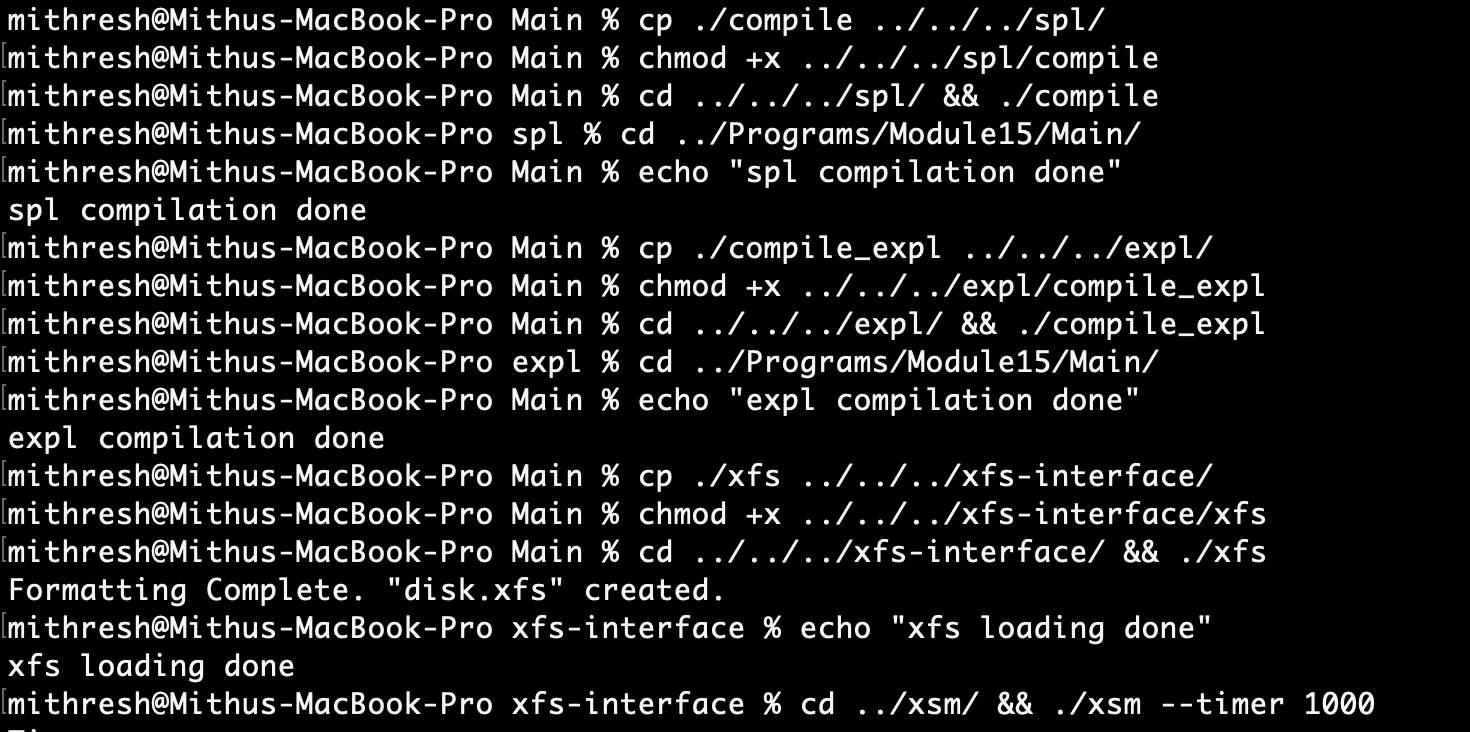 mithresh@Mithus-MacBook-Pro Main % cp ./compile ../../../spl/
mithresh@Mithus-MacBook-Pro Main % chmod +x ../../../spl/compile
mithresh@Mithus-MacBook-Pro Main % cd ../../../spl/ && ./compile
mithresh@Mithus-MacBook-Pro spl % cd ../Programs/Module15/Main/
mithresh@Mithus-MacBook-Pro Main % echo "spl compilation done"
spl compilation done
mithresh@Mithus-MacBook-Pro Main % cp ./compile_expl ../../../expl/
mithresh@Mithus-MacBook-Pro Main % chmod +x ../../../expl/compile_expl
mithresh@Mithus-MacBook-Pro Main % cd ../../../expl/ && ./compile_expl
mithresh@Mithus-MacBook-Pro expl % cd ../Programs/Module15/Main/
mithresh@Mithus-MacBook-Pro Main % echo "expl compilation done"
expl compilation done
mithresh@Mithus-MacBook-Pro Main % cp ./xfs ../../../xfs-interface/
mithresh@Mithus-MacBook-Pro Main % chmod +x ../../../xfs-interface/xfs
mithresh@Mithus-MacBook-Pro Main % cd ../../../xfs-interface/ && ./xfs
Formatting Complete. "disk.xfs" created.
mithresh@Mithus-MacBook-Pro xfs-interface % echo "xfs loading done"
xfs loading done
mithresh@Mithus-MacBook-Pro xfs-interface % cd ../xsm/ && ./xsm --timer 1000